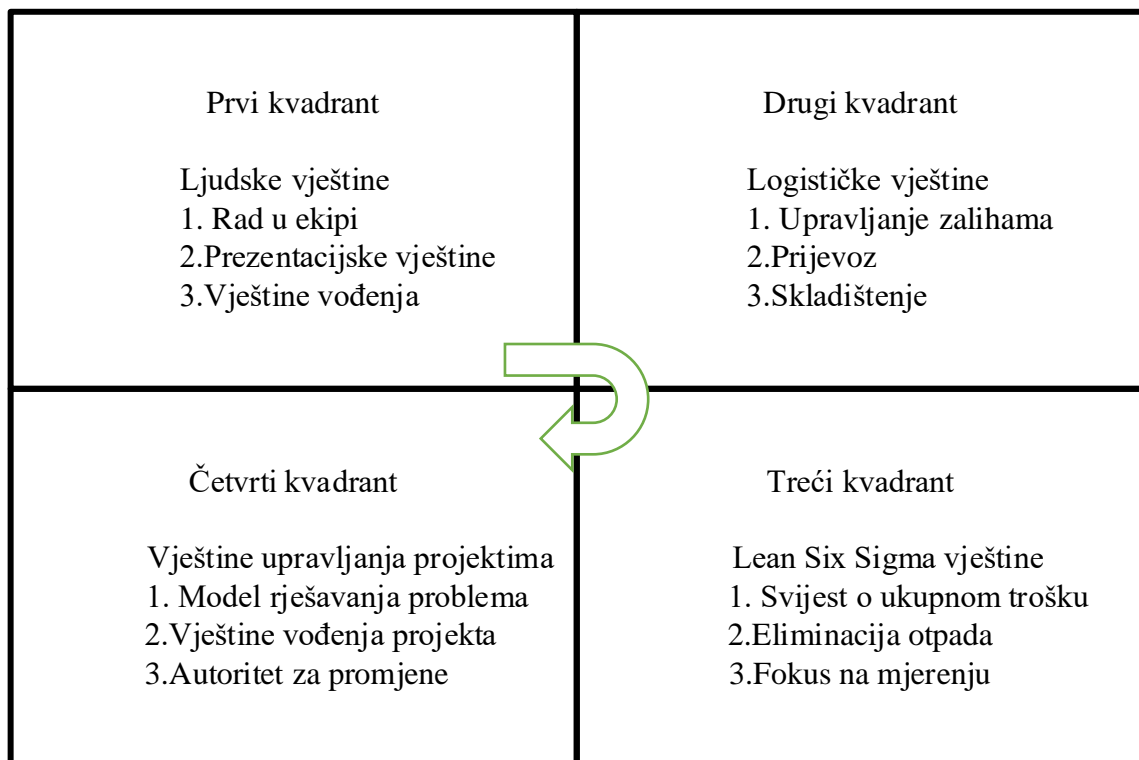 Prvi kvadrant
Ljudske vještine
1. Rad u ekipi
2.Prezentacijske vještine
3.Vještine vođenja
Drugi kvadrant
Logističke vještine
1. Upravljanje zalihama
2.Prijevoz
3.Skladištenje
Četvrti kvadrant
Vještine upravljanja projektima
1. Model rješavanja problema
2.Vještine vođenja projekta
3.Autoritet za promjene
Treći kvadrant
Lean Six Sigma vještine
1. Svijest o ukupnom trošku
2.Eliminacija otpada
3.Fokus na mjerenju